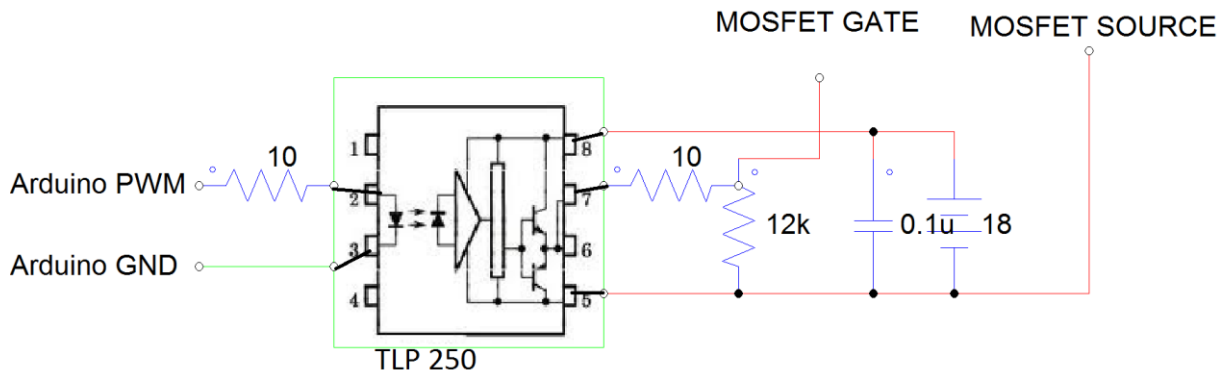 MOSFET GATE
MOSFET SOURCE
1
8
10
10
Arduino PWM
2
7
12k
0.1u
18
3
6
Arduino GND
4
5
TLP 250